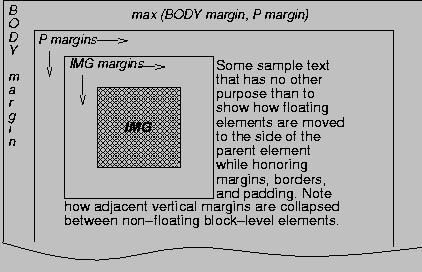 max (BODY margin, P margin)
BODY margin
P margins
IMG margins
IMG
Some sample text
that has no other
purpose than to
show how floating
elements are moved
to the side of the
parent element
while honoring
margins, borders,
and padding. Note
how adjacent vertical margins are collapsed
between non–floating block–level elements.